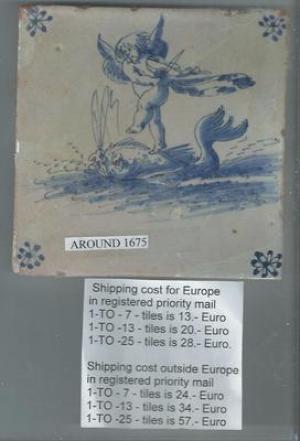 AROUND 1675
Shipping cost for Europe
in registered priority mail
1-TO - 7 - tiles is 13.- Euro
1-TO -13 - tiles is 20.- Euro
1-TO -25 - tiles is 28.- Euro.
Shipping cost outside Europe
in registered priority mail
1-TO - 7 - tiles is 24.- Euro
1-TO -13 - tiles is 34.- Euro
1-TO -25 - tiles is 57.- Euro